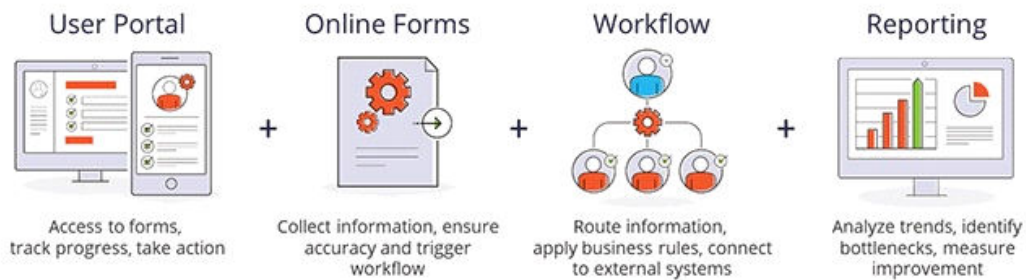 User Portal
Online Forms
Workflow
Reporting
+
+
+
Access to forms,
track progress, take action
Collect information, ensure
accuracy and trigger
workflow
Route information,
apply business rules, connect
to external systems
Analyze trends, identify
bottlenecks, measure
improvement